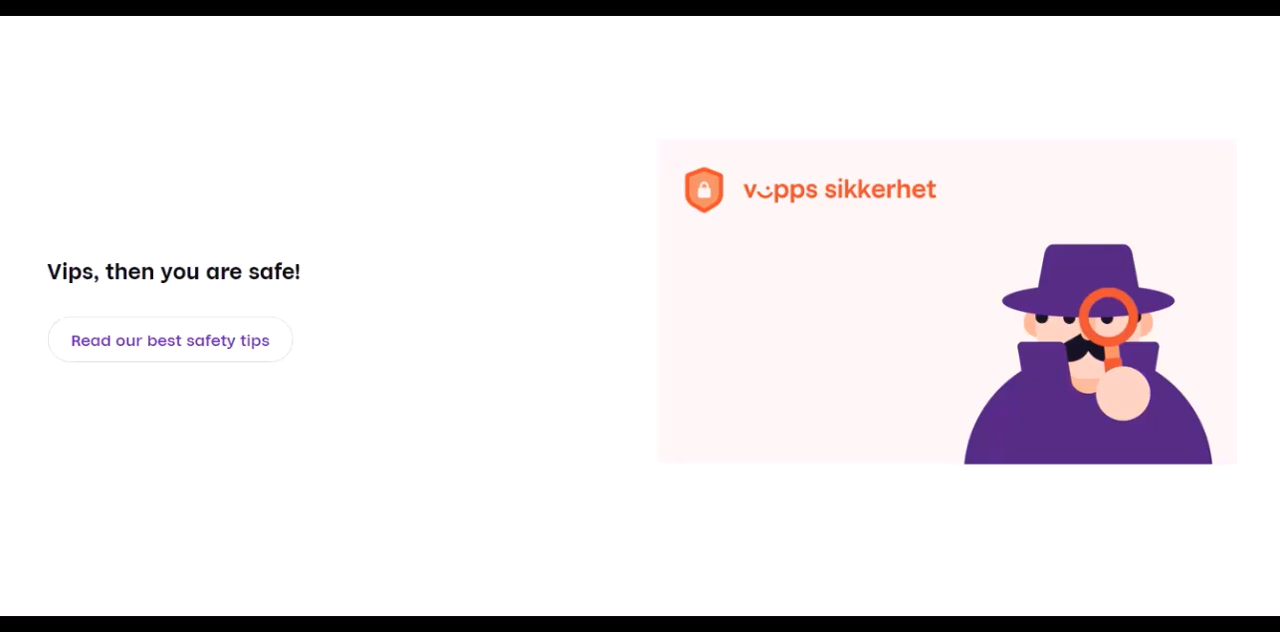 Vips, then you are safe!
Read our best safety tips
vipps sikkerhet